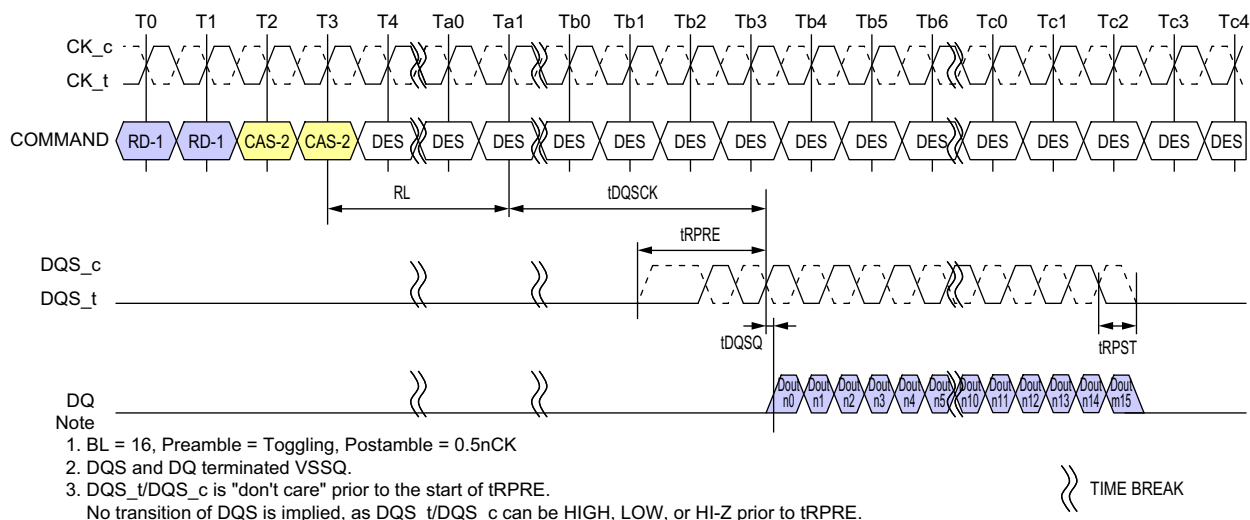 T0 T1 T2 T3 T4 Ta0 Ta1 Tb0 Tb1 Tb2 Tb3 Tb4 Tb5 Tb6 Tc0 Tc1 Tc2 Tc3 Tc4
CK_c
CK_t
COMMAND RD-1 RD-1 CAS-2 CAS-2 DES DES DES DES DES DES DES DES DES DES DES DES DES DES DES
RL tDQSCK
tRPRE
DQS_c
DQS_t
tDQSQ tRPST
Dout Dout Dout Dout Dout Dout Dout Dout Dout Dout Dout Dout
n0 n1 n2 n3 n4 n5 n10 n11 n12 n13 n14 m15
DQ
Note
1. BL = 16, Preamble = Toggling, Postamble = 0.5nCK
2. DQS and DQ terminated VSSQ.
3. DQS_t/DQS_c is "don't care" prior to the start of tRPRE.
No transition of DQS is implied, as DQS_t/DQS_c can be HIGH, LOW, or HI-Z prior to tRPRE.
TIME BREAK